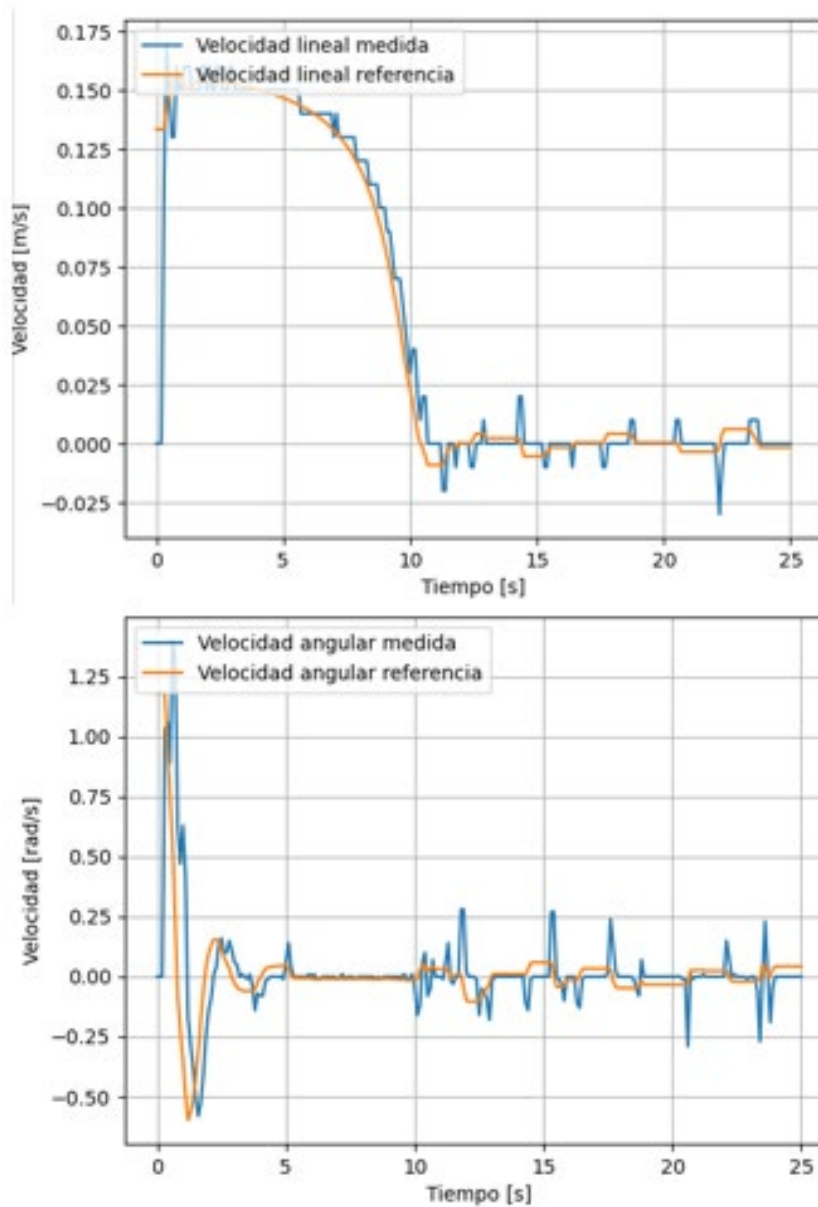 Velocidad lineal medida
Velocidad lineal referencia
0.175
0.150
0.125
0.100
0.075
0.050
0.025
0.000
−0.025
Velocidad [m/s]
0 5 10 15 20 25
Tiempo [s]
Velocidad angular medida
Velocidad angular referencia
1.25
1.00
0.75
0.50
0.25
0.00
−0.25
−0.50
Velocidad [rad/s]
0 5 10 15 20 25
Tiempo [s]